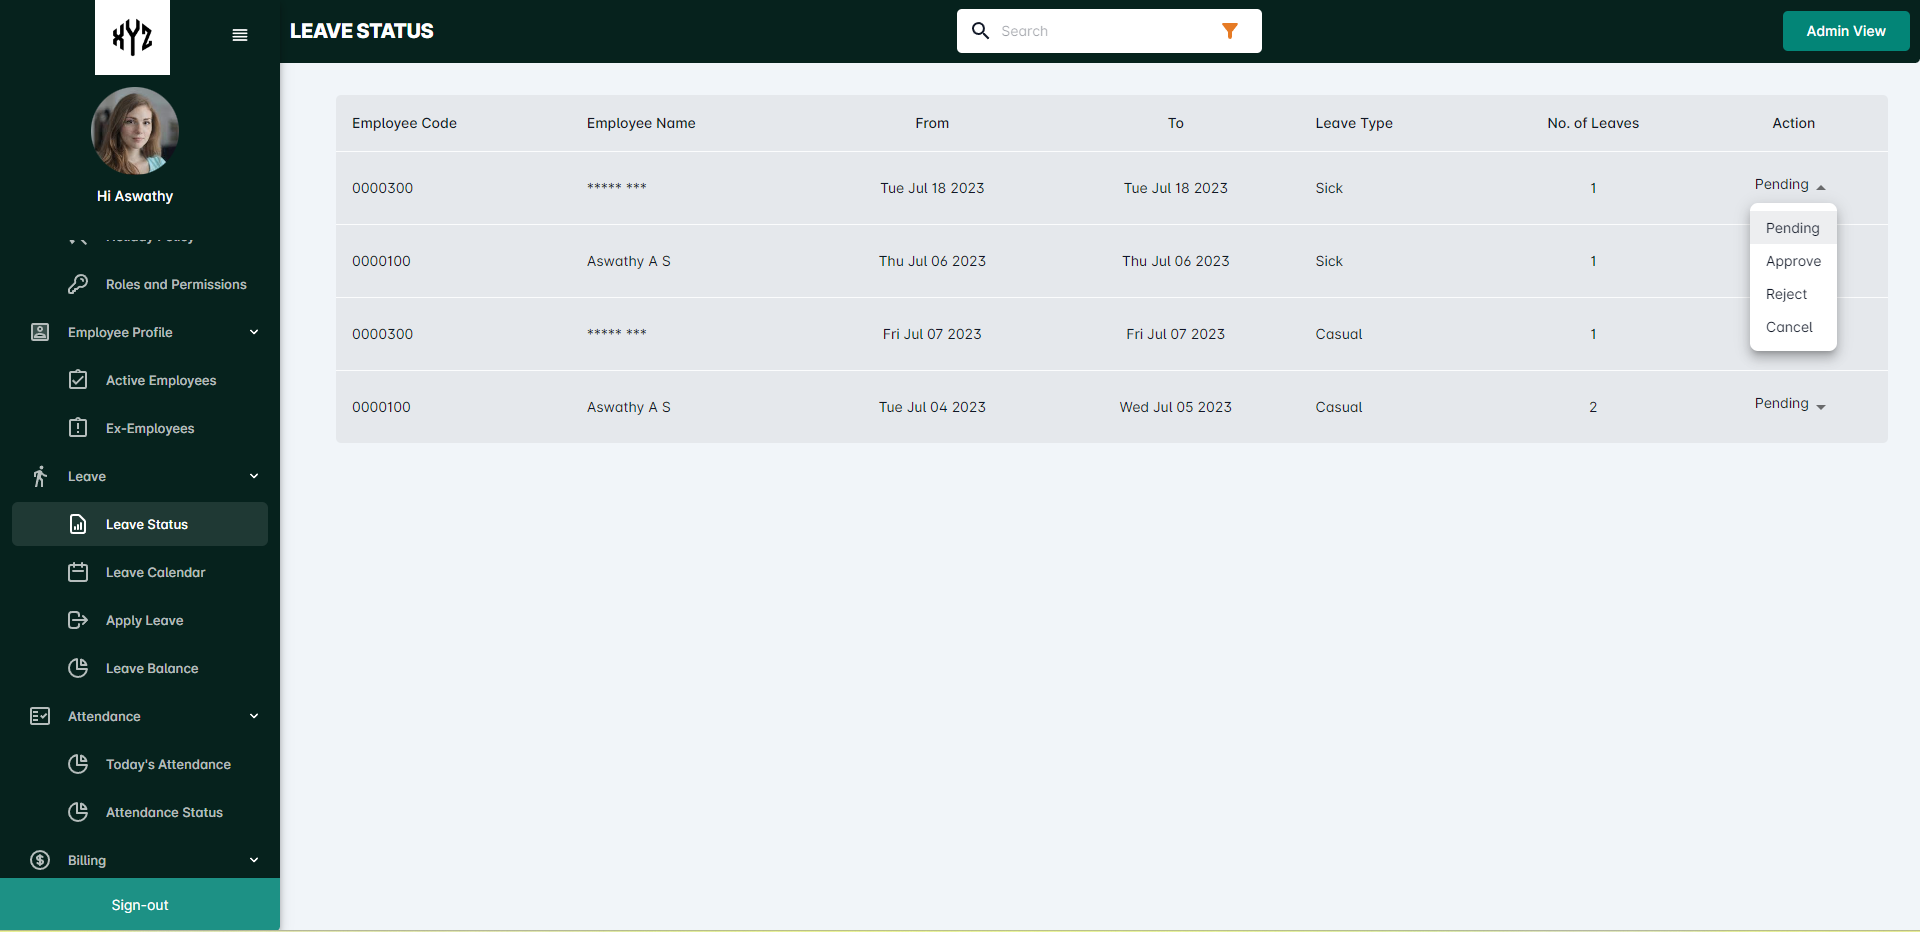 XYZ
LEAVE STATUS
Search
Admin View
Hi Aswathy
Holiday Policy
Roles and Permissions
Employee Profile
Active Employees
Ex-Employees
Leave
Leave Status
Leave Calendar
Apply Leave
Leave Balance
Attendance
Today's Attendance
Attendance Status
Billing
Sign-out
Employee Code Employee Name From To Leave Type No. of Leaves Action
0000300 ***** *** Tue Jul 18 2023 Tue Jul 18 2023 Sick 1 Pending
0000100 Aswathy A S Thu Jul 06 2023 Thu Jul 06 2023 Sick 1
0000300 ***** *** Fri Jul 07 2023 Fri Jul 07 2023 Casual 1
0000100 Aswathy A S Tue Jul 04 2023 Wed Jul 05 2023 Casual 2 Pending
Pending
Approve
Reject
Cancel